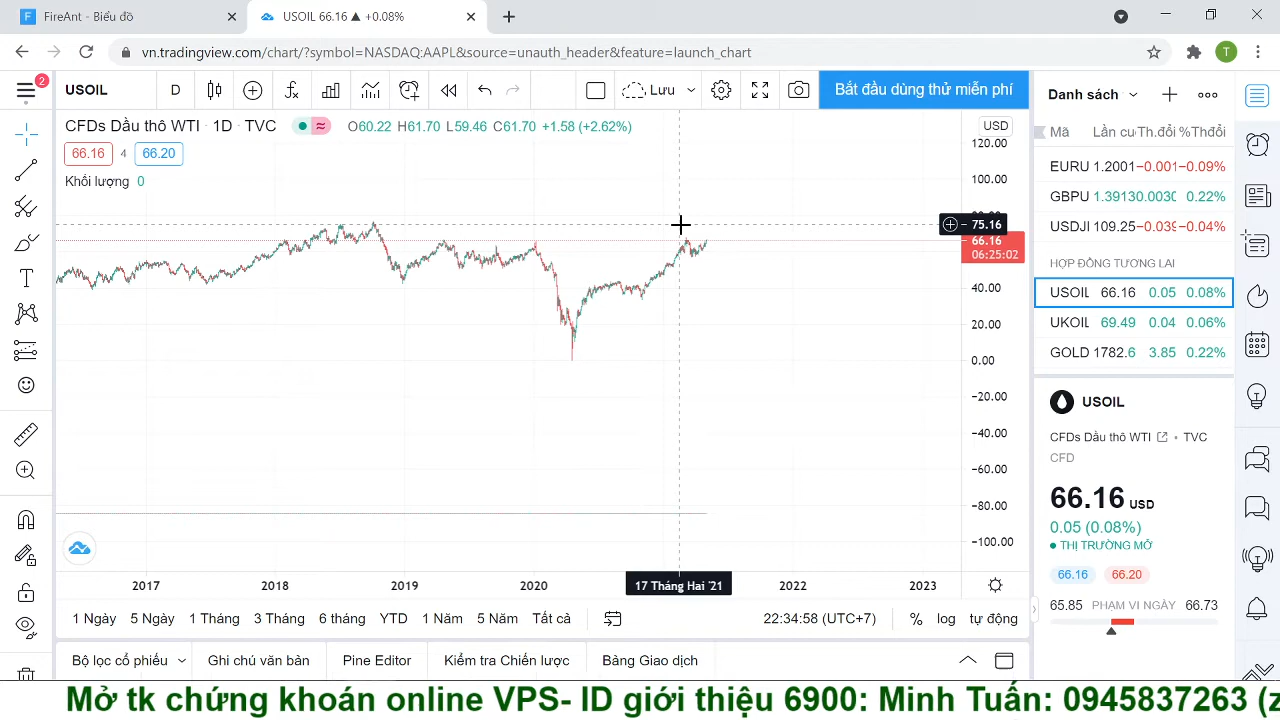 FireAnt - Biểu đồ
USOIL 66.16 ▲ +0.08%
vn.tradingview.com/chart/?symbol=NASDAQ:AAPL&source=unauth_header&feature=launch_chart
T
2
USOIL
D
Lưu
Bắt đầu dùng thử miễn phí
Danh sách
CFDs Dầu thô WTI · 1D · TVC
O60.22 H61.70 L59.46 C61.70 +1.58 (+2.62%)
USD
66.16 4 66.20
Khối lượng 0
120.00
100.00
75.16
66.16
06:25:02
40.00
20.00
0.00
−20.00
−40.00
−60.00
−80.00
−100.00
2017
2018
2019
2020
17 Tháng Hai '21
2022
2023
1 Ngày
5 Ngày
1 Tháng
3 Tháng
6 tháng
YTD
1 Năm
5 Năm
Tất cả
22:34:58 (UTC+7)
%
log
tự động
Bộ lọc cổ phiếu
Ghi chú văn bản
Pine Editor
Kiểm tra Chiến lược
Bảng Giao dịch
Mã Lần cu Th.đổi %Thđổi
EURU 1.2001 −0.001 −0.09%
GBPU 1.3913 0.0030 0.22%
USDJI 109.25 −0.039 −0.04%
HỢP ĐỒNG TƯƠNG LAI
USOIL 66.16 0.05 0.08%
UKOIL 69.49 0.04 0.06%
GOLD 1782.6 3.85 0.22%
USOIL
CFDs Dầu thô WTI • TVC
CFD
66.16 USD
0.05 (0.08%)
THỊ TRƯỜNG MỞ
66.16 66.20
65.85 PHẠM VI NGÀY 66.73
Mở tk chứng khoán online VPS- ID giới thiệu 6900: Minh Tuấn: 0945837263 (z